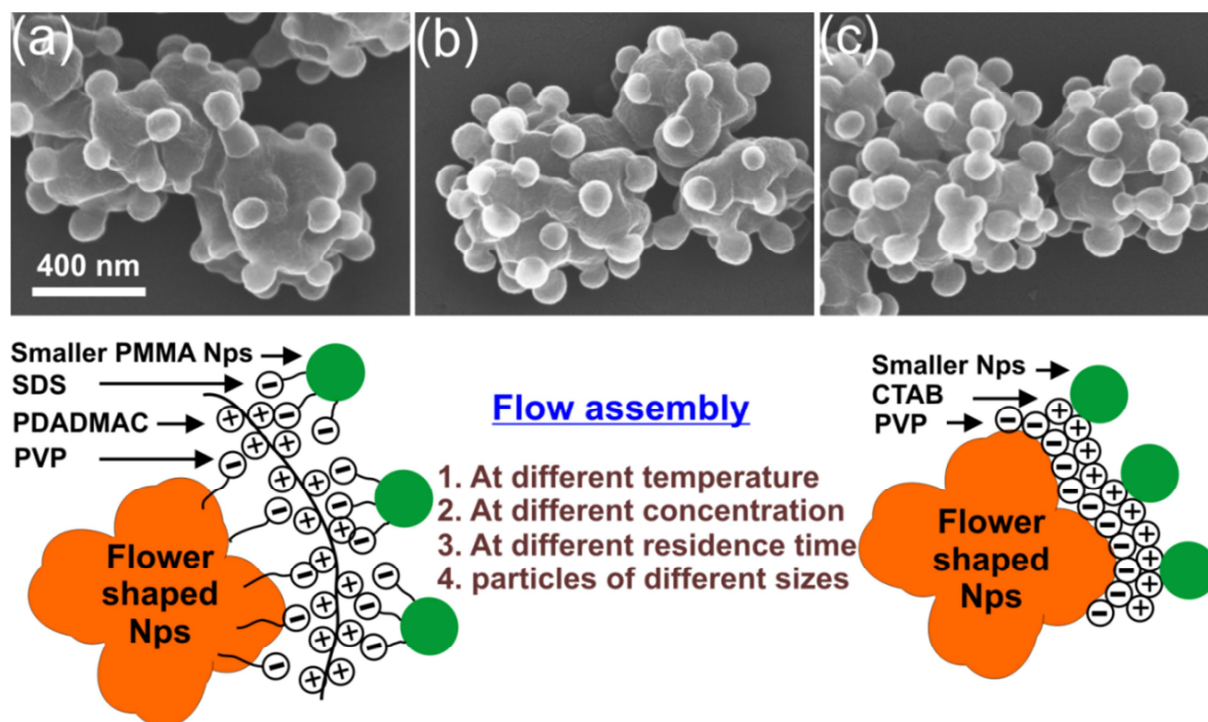 (a)
(b)
(c)
400 nm
Smaller PMMA Nps
SDS
PDADMAC
PVP
Flower
shaped
Nps
Flow assembly
1. At different temperature
2. At different concentration
3. At different residence time
4. particles of different sizes
Smaller Nps
CTAB
PVP
Flower
shaped
Nps